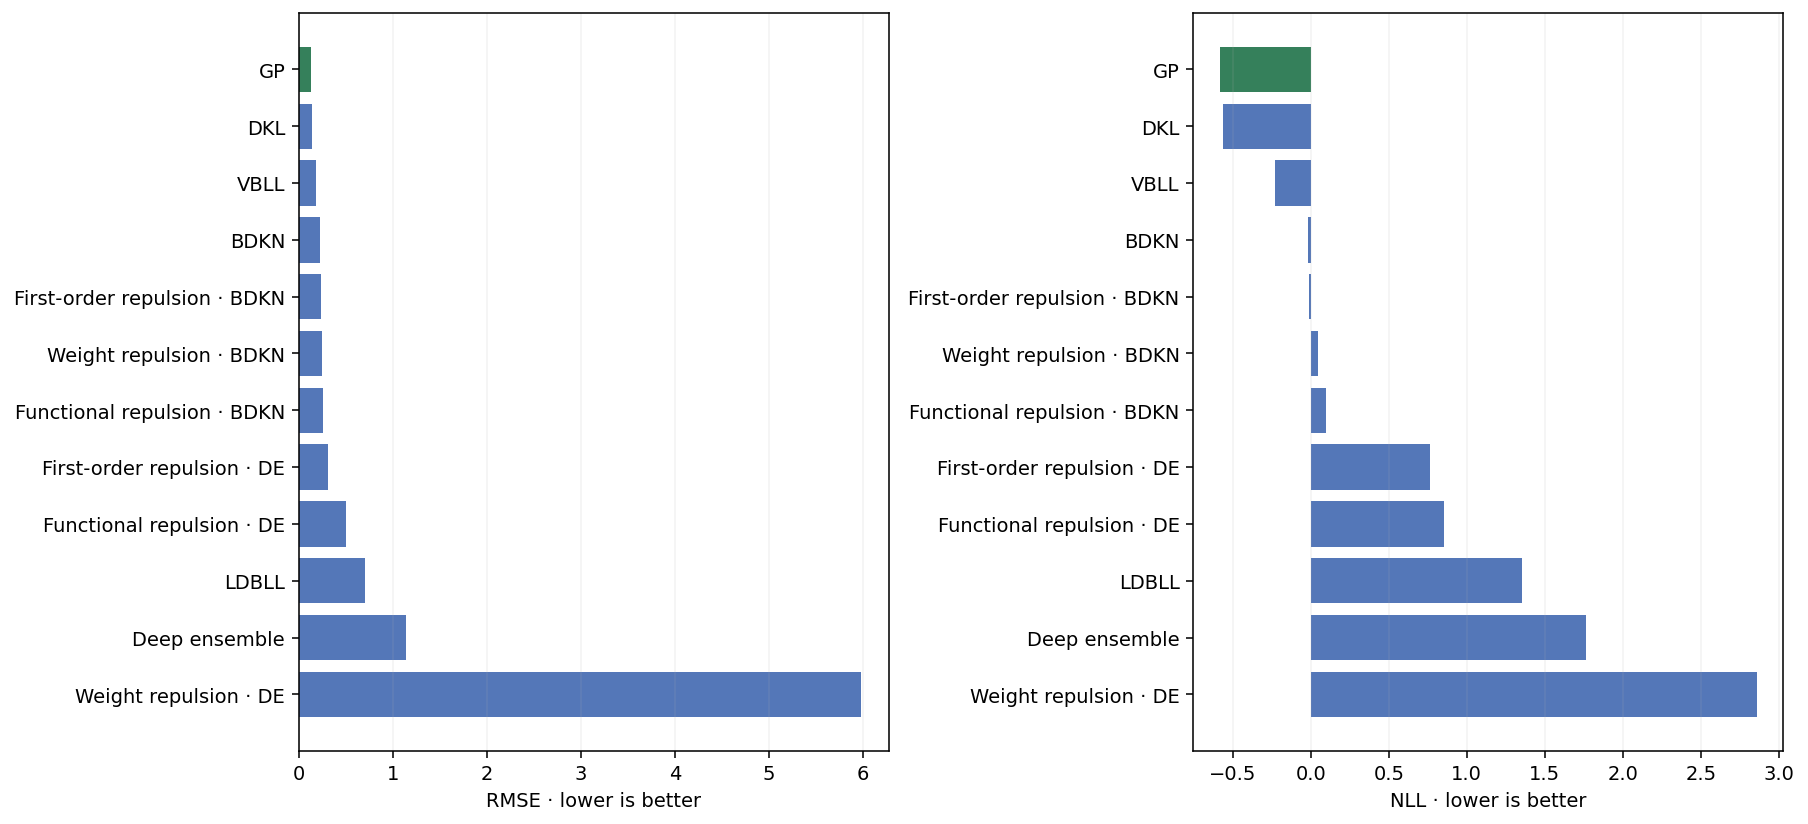 GP
DKL
VBLL
BDKN
First-order repulsion · BDKN
Weight repulsion · BDKN
Functional repulsion · BDKN
First-order repulsion · DE
Functional repulsion · DE
LDBLL
Deep ensemble
Weight repulsion · DE
0 1 2 3 4 5 6
RMSE · lower is better
GP
DKL
VBLL
BDKN
First-order repulsion · BDKN
Weight repulsion · BDKN
Functional repulsion · BDKN
First-order repulsion · DE
Functional repulsion · DE
LDBLL
Deep ensemble
Weight repulsion · DE
−0.5 0.0 0.5 1.0 1.5 2.0 2.5 3.0
NLL · lower is better